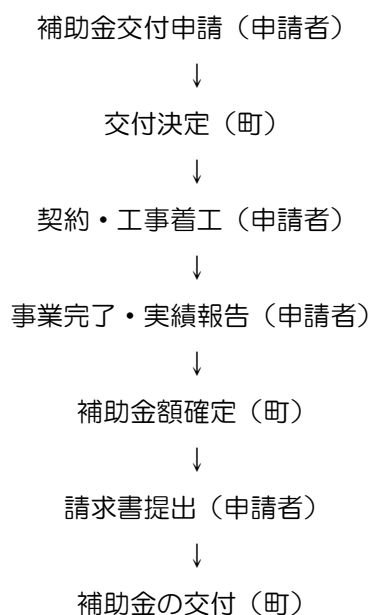 補助金交付申請（申請者）
↓
交付決定（町）
↓
契約・工事着工（申請者）
↓
事業完了・実績報告（申請者）
↓
補助金額確定（町）
↓
請求書提出（申請者）
↓
補助金の交付（町）